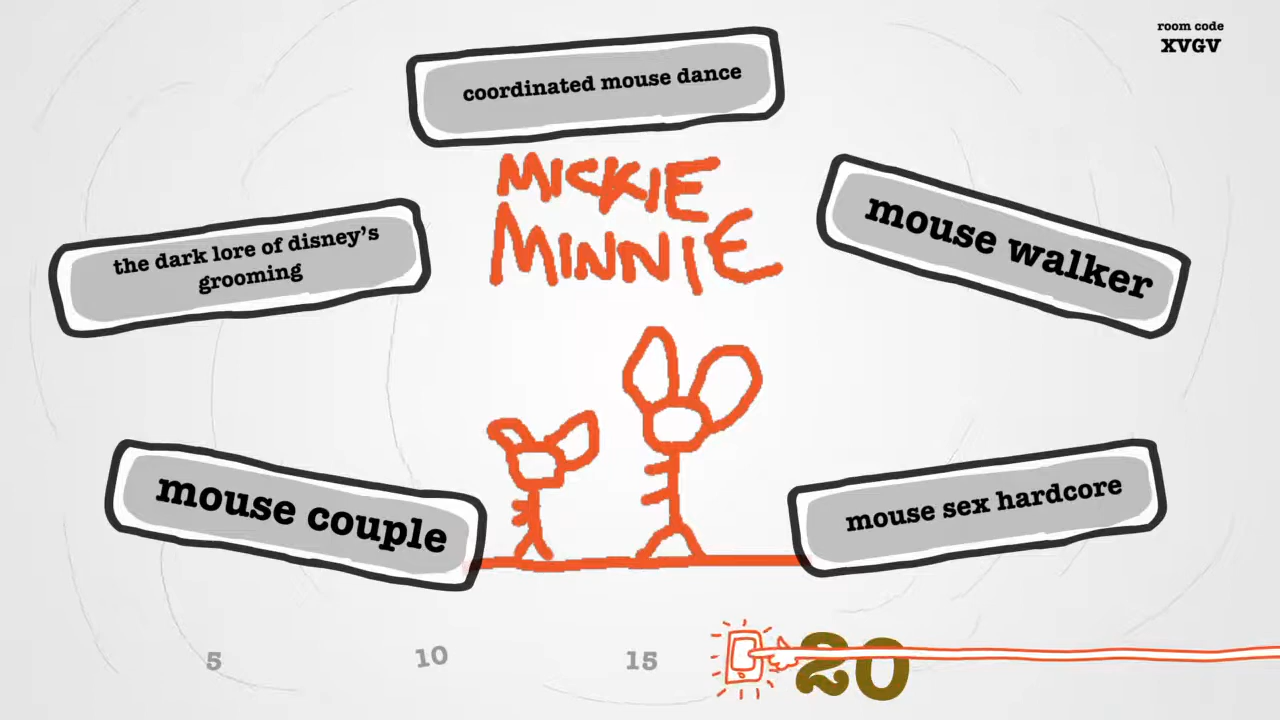 room code
XVGV
coordinated mouse dance
MICKIE
MINNIE
mouse walker
the dark lore of disney's
grooming
mouse couple
mouse sex hardcore
5
10
15
20